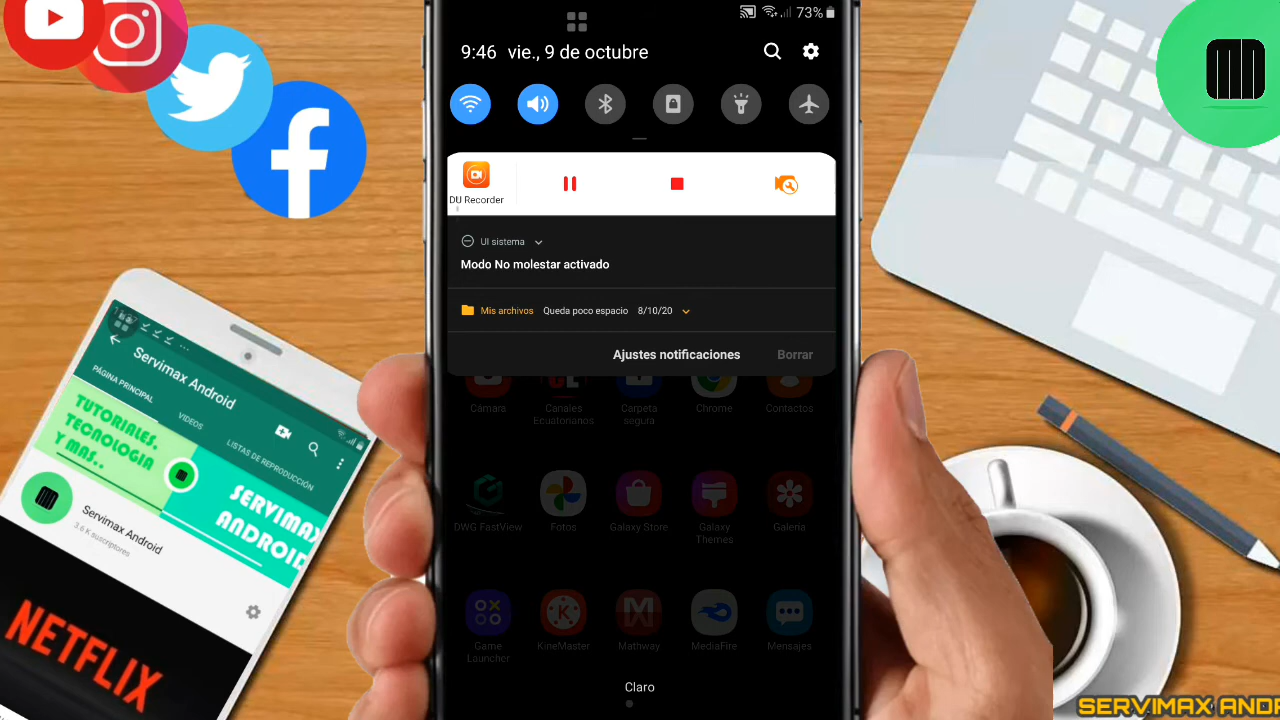 73%
9:46 vie., 9 de octubre
DU Recorder
UI sistema
Modo No molestar activado
Mis archivos Queda poco espacio 8/10/20
Ajustes notificaciones Borrar
Cámara
Canales
Ecuatorianos
Carpeta
segura
Chrome
Contactos
DWG FastView
Fotos
Galaxy Store
Galaxy
Themes
Galería
Game
Launcher
KineMaster
Mathway
MediaFire
Mensajes
Claro
Servimax Android
PÁGINA PRINCIPAL
VIDEOS
LISTAS DE REPRODUCCIÓN
TUTORIALES.
TECNOLOGIA
Y MAS..
SERVIMAX
ANDROID
Servimax Android
3.6 K suscriptores
NETFLIX
SERVIMAX AND